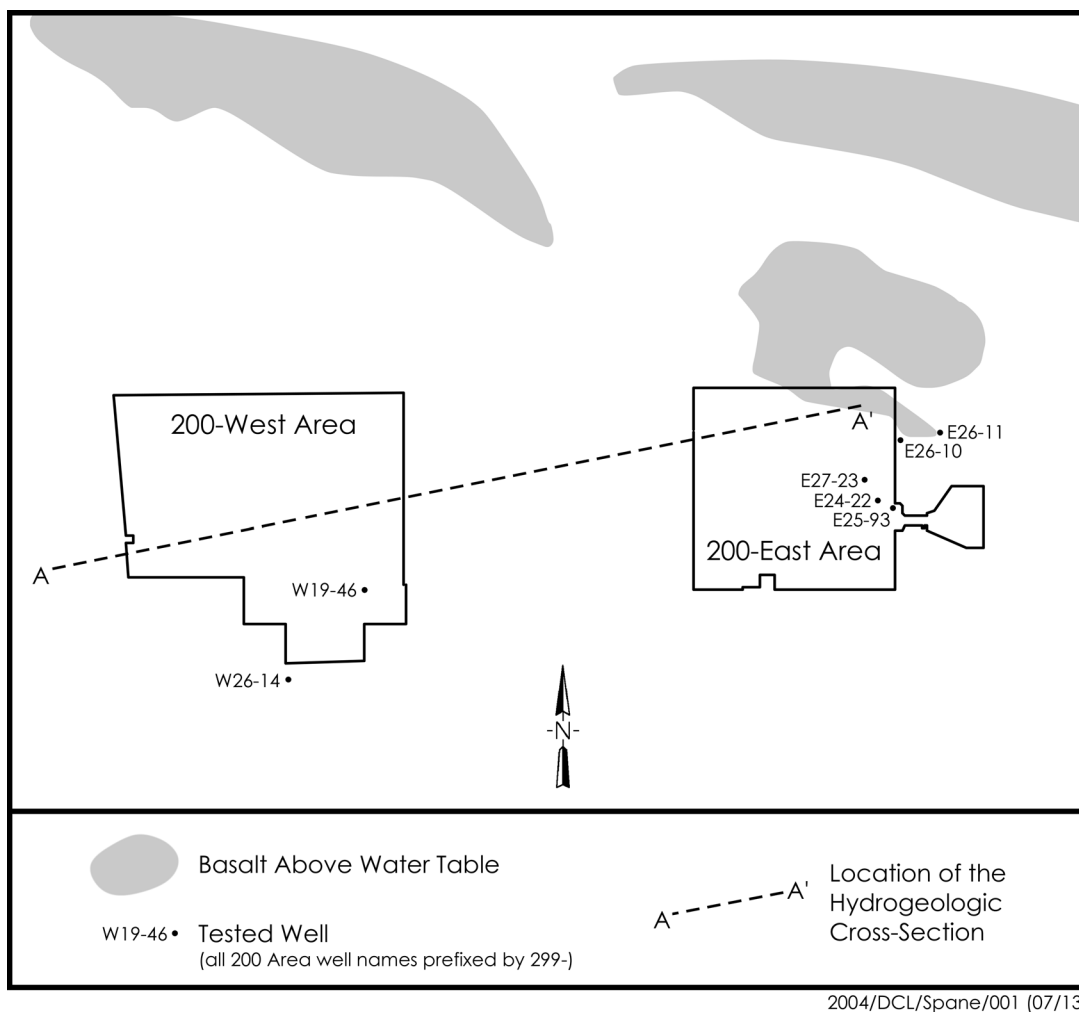 200-West Area
A'
E26-11
E26-10
E27-23
E24-22
E25-93
200-East Area
A
W19-46
W26-14
-N-
Basalt Above Water Table
W19-46 Tested Well
(all 200 Area well names prefixed by 299-)
A
A'
Location of the
Hydrogeologic
Cross-Section
2004/DCL/Spane/001 (07/13